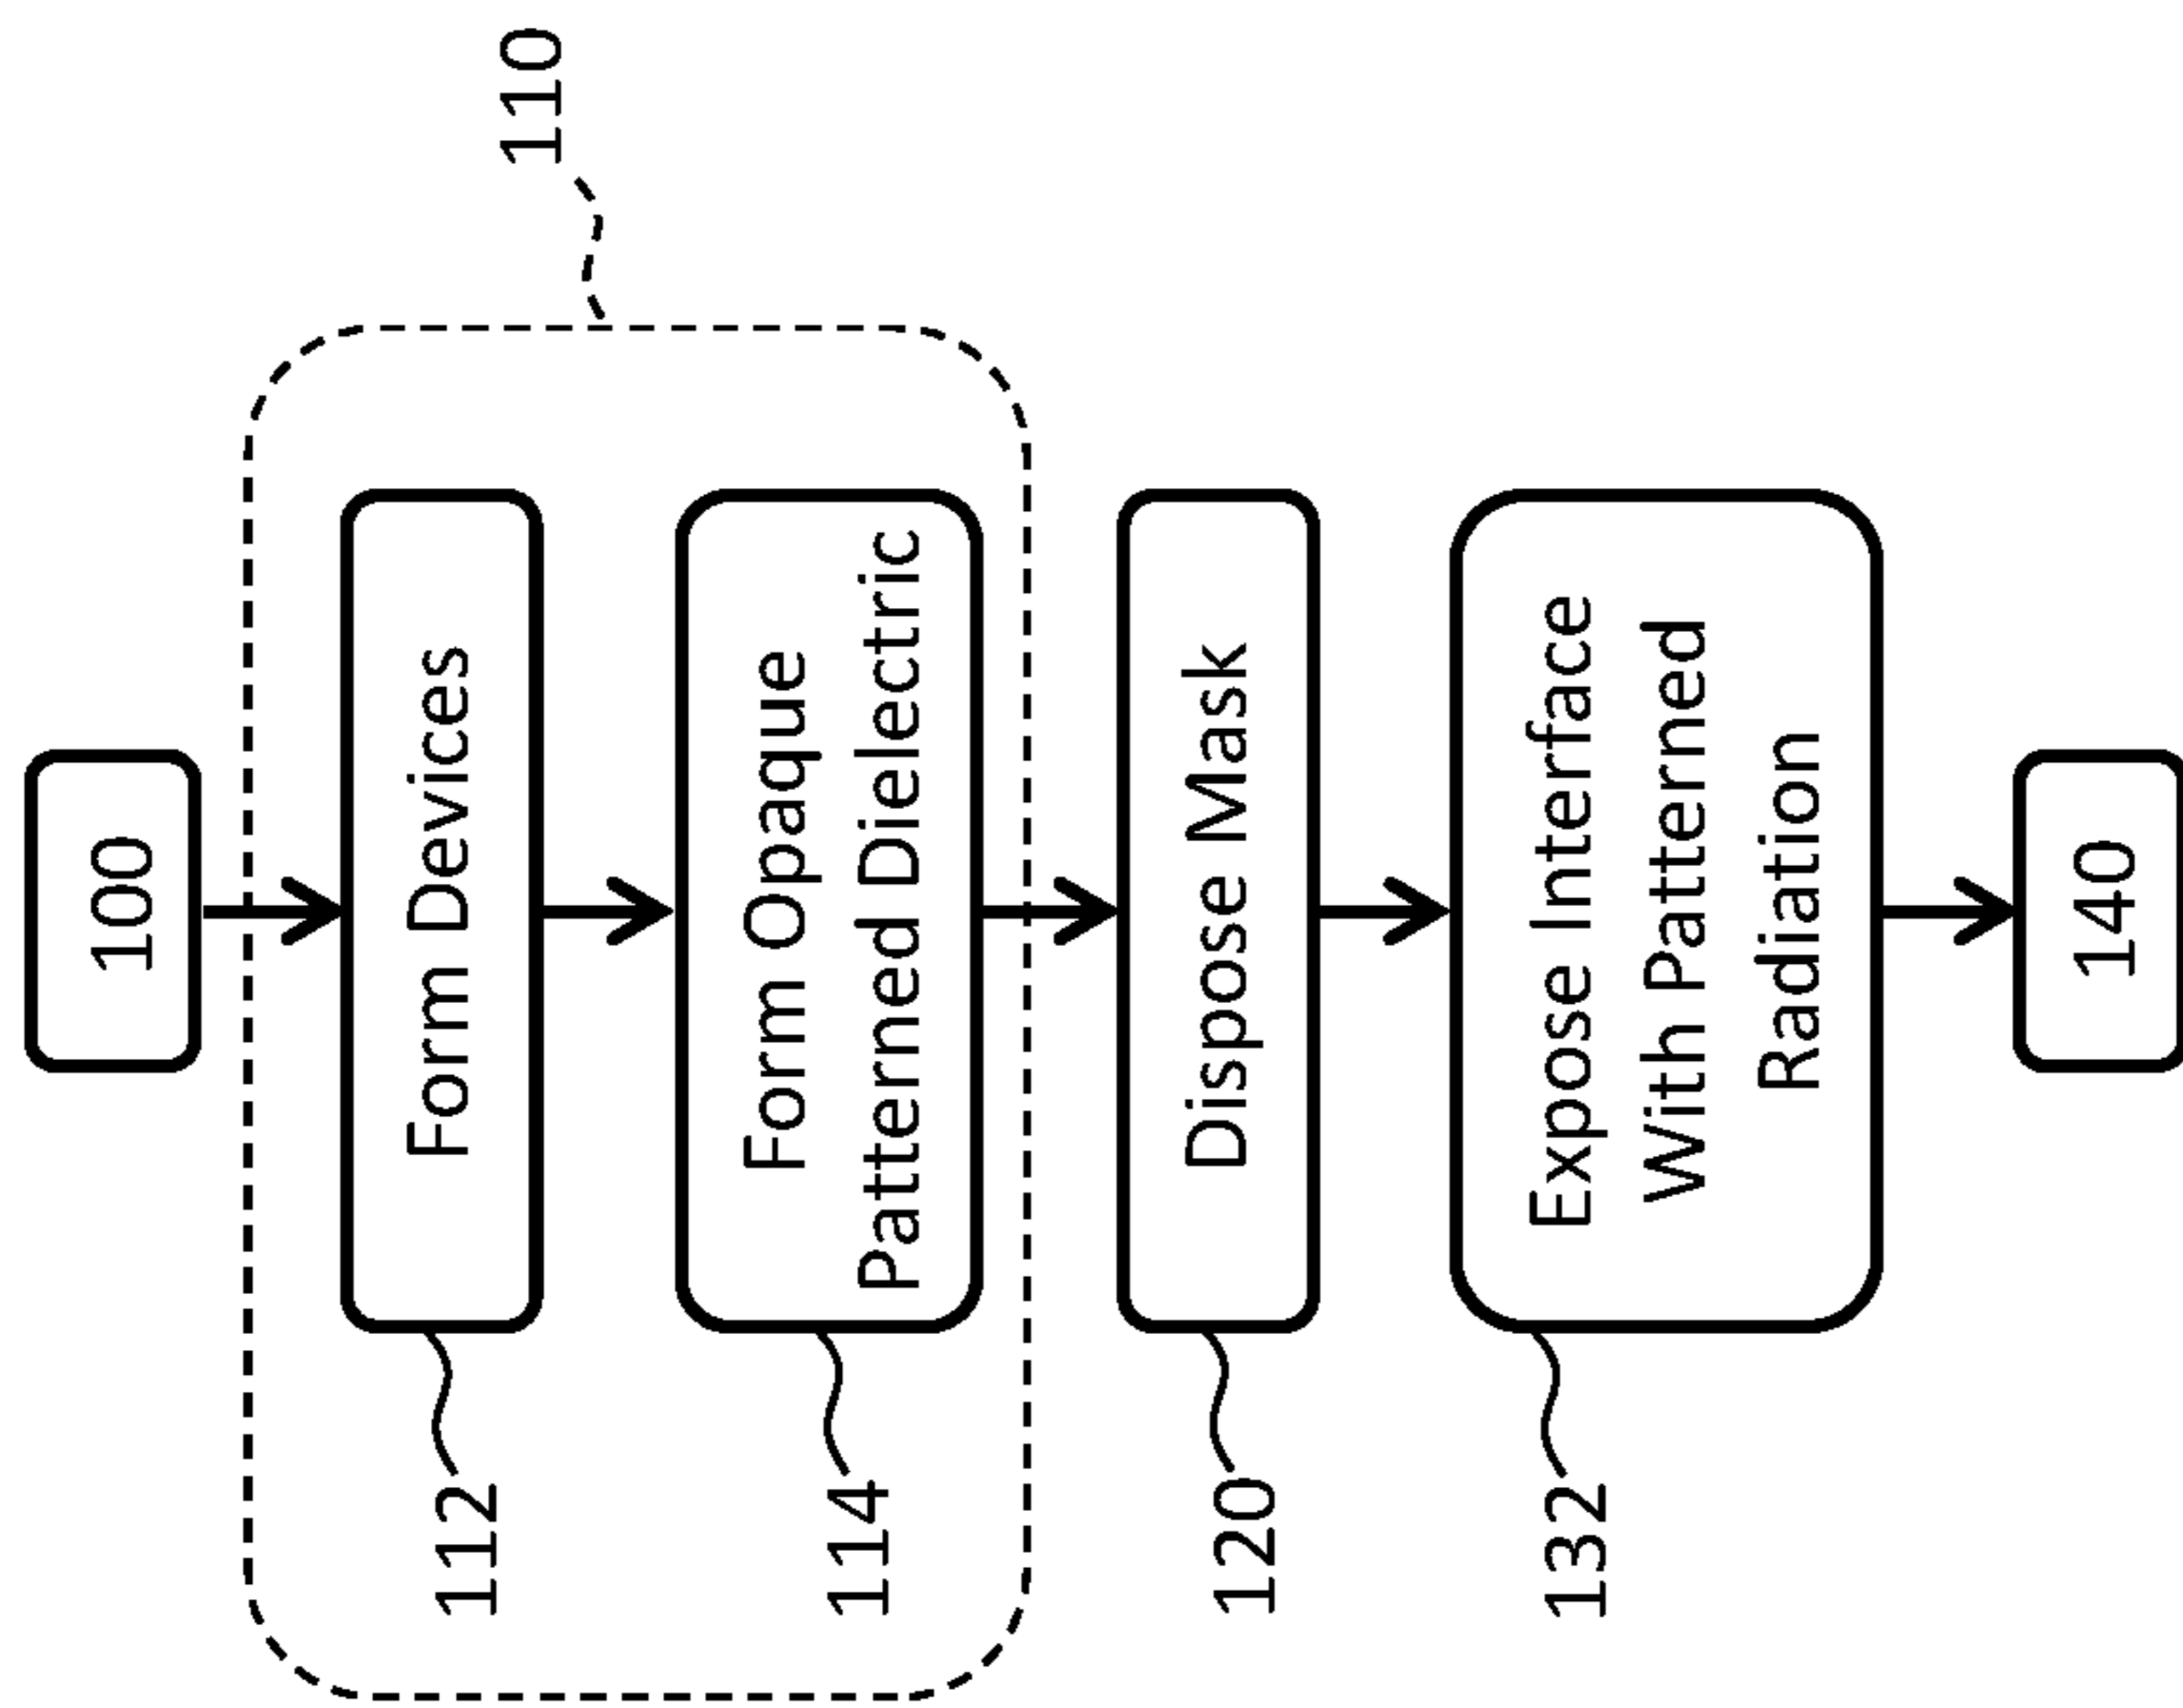 100
110
Form Devices
112
Form Opaque
Patterned Dielectric
114
Dispose Mask
120
Expose Interface
With Patterned
Radiation
132
140